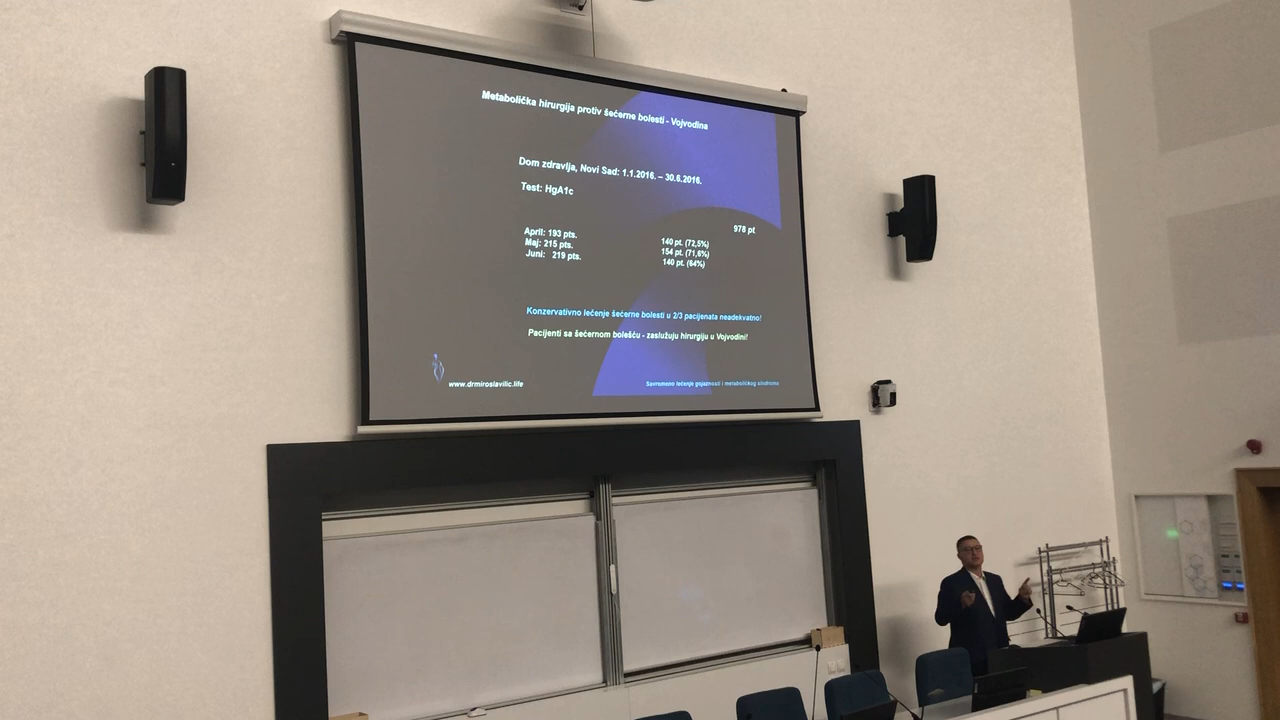 Metabolička hirurgija protiv šećerne bolesti - Vojvodina
Dom zdravlja, Novi Sad: 1.1.2016. – 30.6.2016.
Test: HgA1c
978 pt
April: 193 pts. 140 pt. (72,5%)
Maj: 215 pts. 154 pt. (71,6%)
Juni: 219 pts. 140 pt. (64%)
Konzervativno lečenje šećerne bolesti u 2/3 pacijenata neadekvatno!
Pacijenti sa šećernom bolešću - zaslužuju hirurgiju u Vojvodini!
www.drmiroslavilic.life
Savremeno lečenje gojaznosti i metaboličkog sindroma